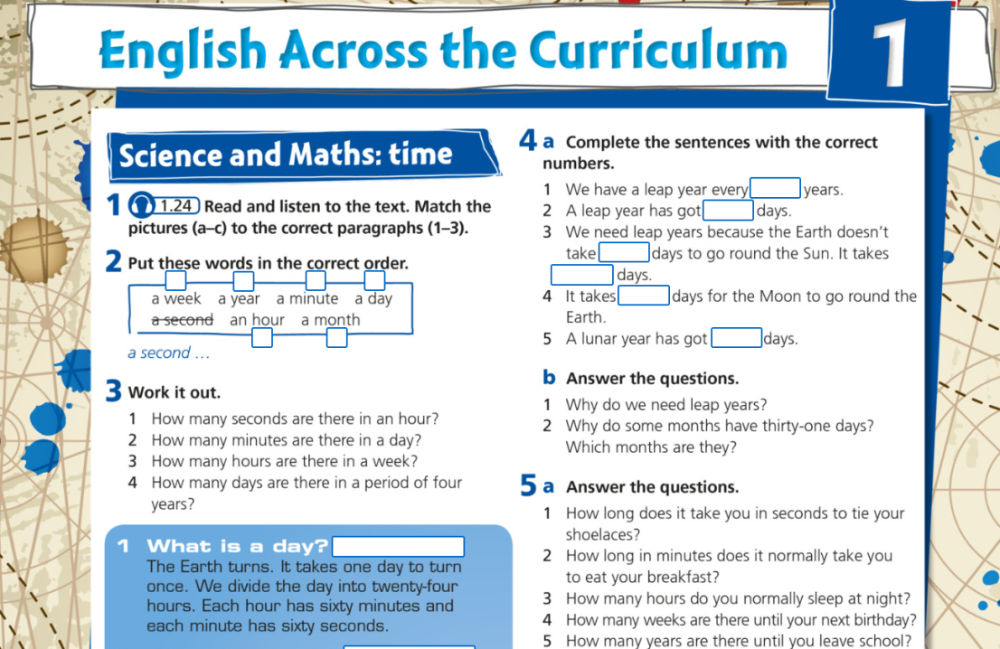 English Across the Curriculum
1
Science and Maths: time
1 1.24 Read and listen to the text. Match the
pictures (a–c) to the correct paragraphs (1–3).
2 Put these words in the correct order.
a week a year a minute a day
a second an hour a month
a second …
3 Work it out.
1 How many seconds are there in an hour?
2 How many minutes are there in a day?
3 How many hours are there in a week?
4 How many days are there in a period of four
years?
1 What is a day?
The Earth turns. It takes one day to turn
once. We divide the day into twenty-four
hours. Each hour has sixty minutes and
each minute has sixty seconds.
4 a Complete the sentences with the correct
numbers.
1 We have a leap year every years.
2 A leap year has got days.
3 We need leap years because the Earth doesn't
take days to go round the Sun. It takes
days.
4 It takes days for the Moon to go round the
Earth.
5 A lunar year has got days.
b Answer the questions.
1 Why do we need leap years?
2 Why do some months have thirty-one days?
Which months are they?
5 a Answer the questions.
1 How long does it take you in seconds to tie your
shoelaces?
2 How long in minutes does it normally take you
to eat your breakfast?
3 How many hours do you normally sleep at night?
4 How many weeks are there until your next birthday?
5 How many years are there until you leave school?